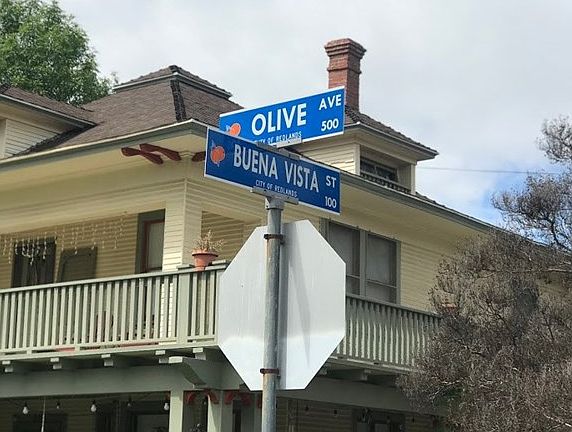 OLIVE AVE
500
CITY OF REDLANDS
BUENA VISTA ST
CITY OF REDLANDS 100